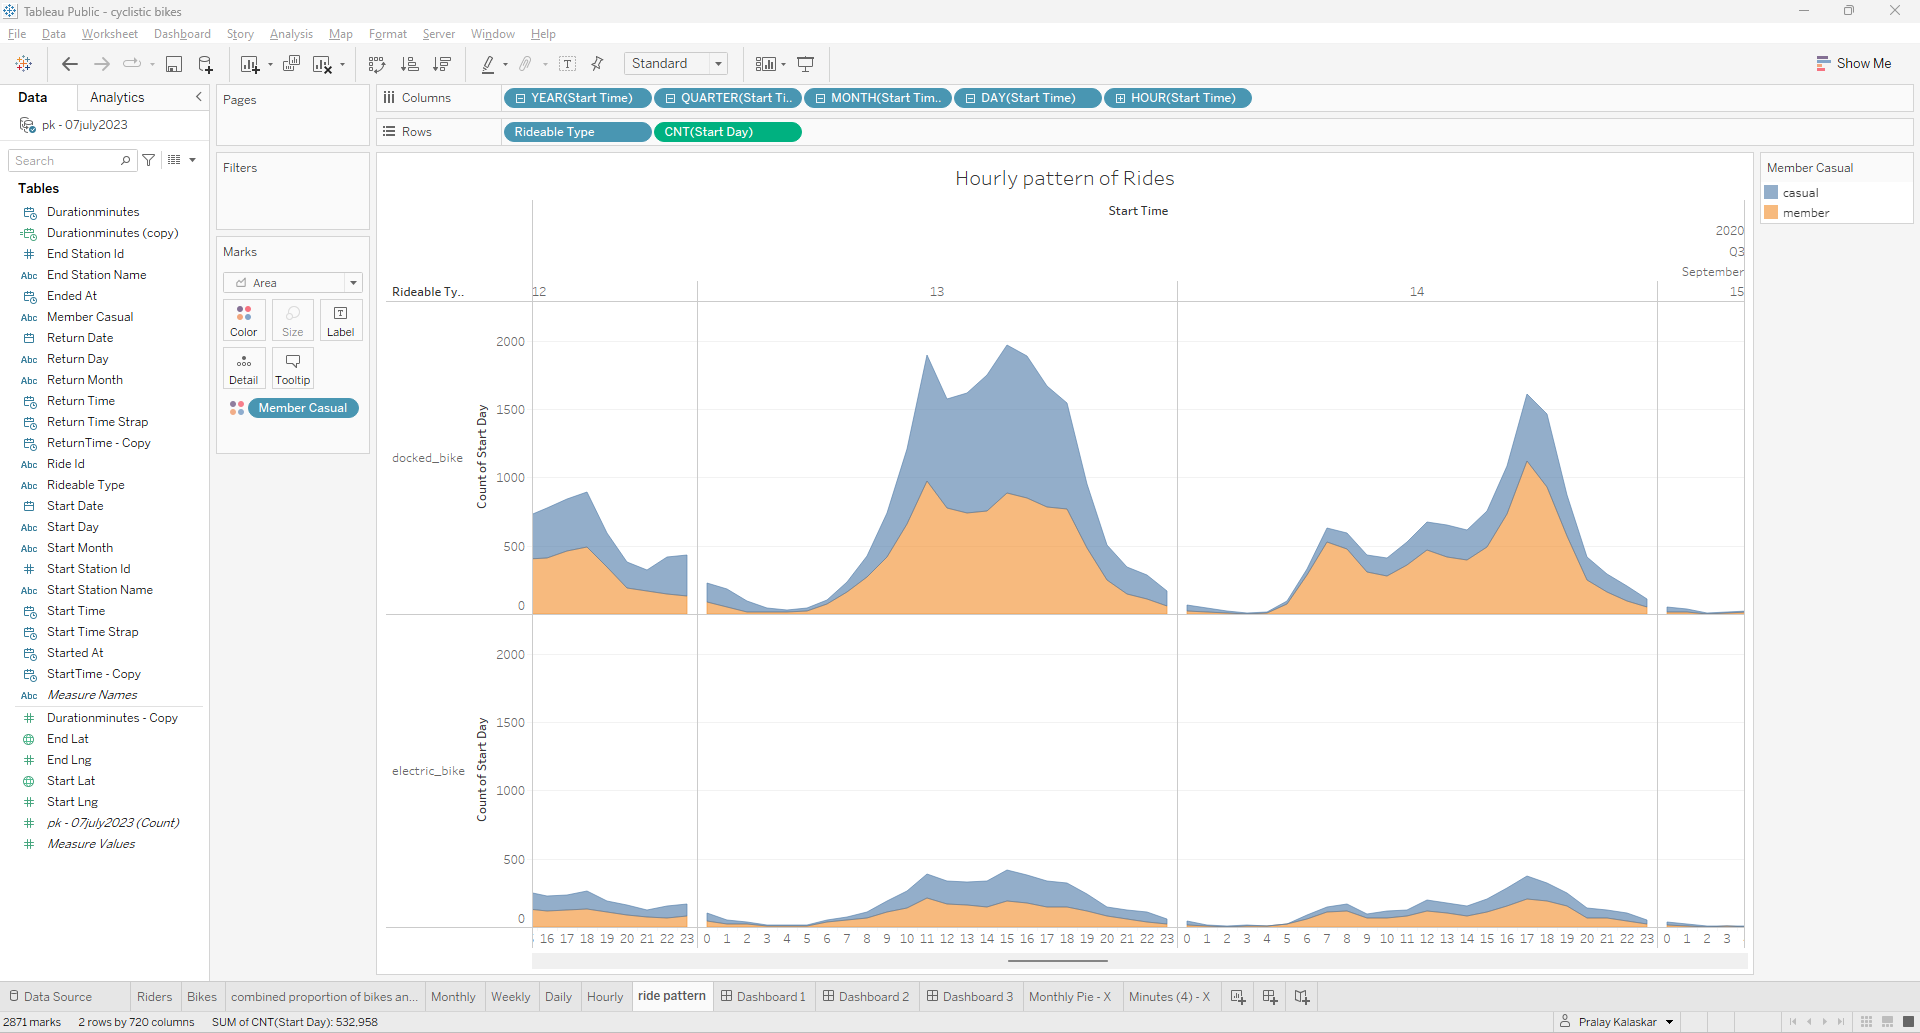 Tableau Public - cyclistic bikes
File Data Worksheet Dashboard Story Analysis Map Format Server Window Help
Standard
Show Me
Data Analytics
pk - 07july2023
Search
Tables
Durationminutes
Durationminutes (copy)
End Station Id
Abc End Station Name
Ended At
Abc Member Casual
Return Date
Abc Return Day
Abc Return Month
Return Time
Return Time Strap
ReturnTime - Copy
Abc Ride Id
Abc Rideable Type
Start Date
Abc Start Day
Abc Start Month
Start Station Id
Abc Start Station Name
Start Time
Start Time Strap
Started At
StartTime - Copy
Abc Measure Names
Durationminutes - Copy
End Lat
End Lng
Start Lat
Start Lng
pk - 07july2023 (Count)
Measure Values
Pages
Filters
Marks
Area
Color Size Label
Detail Tooltip
Member Casual
Columns YEAR(Start Time) QUARTER(Start Ti.. MONTH(Start Tim.. DAY(Start Time) HOUR(Start Time)
Rows Rideable Type CNT(Start Day)
Hourly pattern of Rides
Start Time
2020
Q3
September
Rideable Ty.. 12 13 14 15
docked_bike
Count of Start Day
2000
1500
1000
500
0
electric_bike
Count of Start Day
2000
1500
1000
500
0
16 17 18 19 20 21 22 23 0 1 2 3 4 5 6 7 8 9 10 11 12 13 14 15 16 17 18 19 20 21 22 23 0 1 2 3 4 5 6 7 8 9 10 11 12 13 14 15 16 17 18 19 20 21 22 23 0 1 2 3
Member Casual
casual
member
Data Source Riders Bikes combined proportion of bikes an... Monthly Weekly Daily Hourly ride pattern Dashboard 1 Dashboard 2 Dashboard 3 Monthly Pie - X Minutes (4) - X
2871 marks 2 rows by 720 columns SUM of CNT(Start Day): 532,958
Pralay Kalaskar